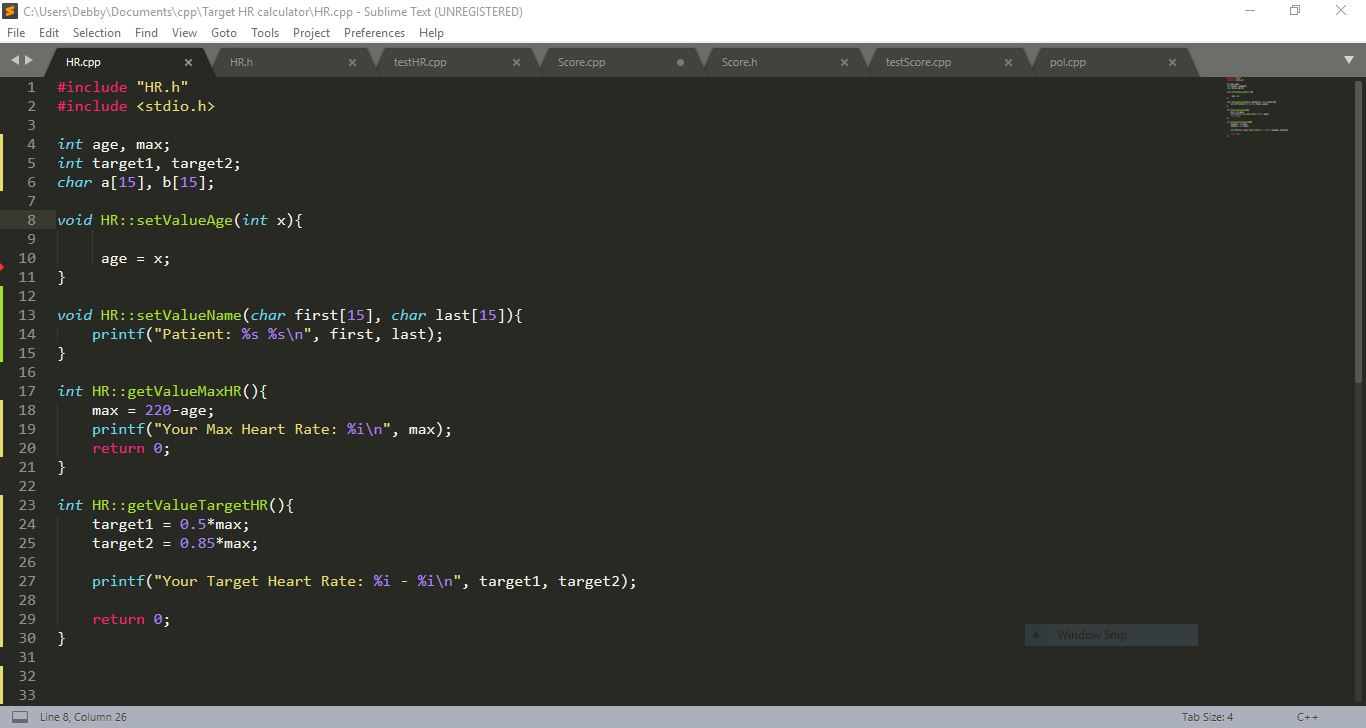 C:\Users\Debby\Documents\cpp\Target HR calculator\HR.cpp - Sublime Text (UNREGISTERED)
File Edit Selection Find View Goto Tools Project Preferences Help
HR.cpp HR.h testHR.cpp Score.cpp Score.h testScore.cpp pol.cpp
1 #include "HR.h"
2 #include <stdio.h>
3
4 int age, max;
5 int target1, target2;
6 char a[15], b[15];
7
8 void HR::setValueAge(int x){
9
10 age = x;
11 }
12
13 void HR::setValueName(char first[15], char last[15]){
14 printf("Patient: %s %s\n", first, last);
15 }
16
17 int HR::getValueMaxHR(){
18 max = 220-age;
19 printf("Your Max Heart Rate: %i\n", max);
20 return 0;
21 }
22
23 int HR::getValueTargetHR(){
24 target1 = 0.5*max;
25 target2 = 0.85*max;
26
27 printf("Your Target Heart Rate: %i - %i\n", target1, target2);
28
29 return 0;
30 }
31
32
33
Window Snip
Line 8, Column 26 Tab Size: 4 C++